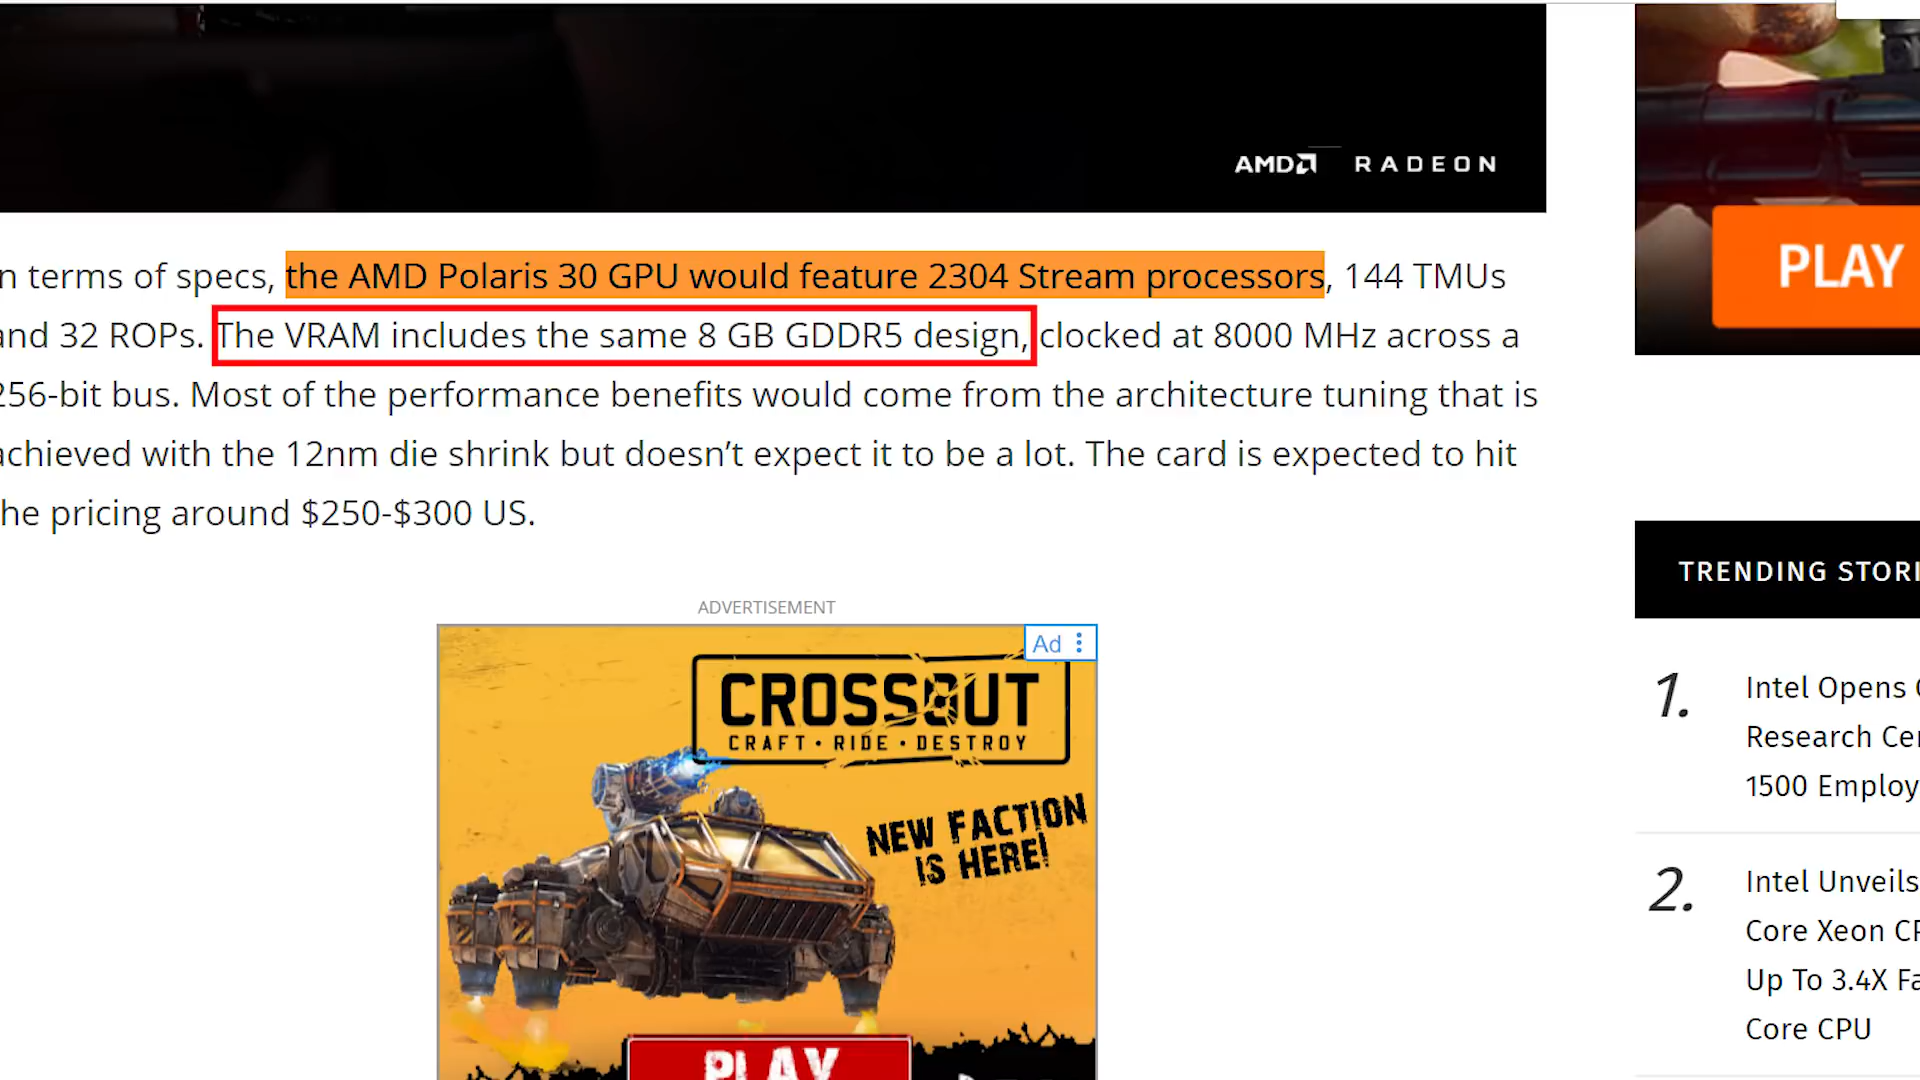 AMD RADEON
PLAY
n terms of specs, the AMD Polaris 30 GPU would feature 2304 Stream processors, 144 TMUs
and 32 ROPs. The VRAM includes the same 8 GB GDDR5 design, clocked at 8000 MHz across a
256-bit bus. Most of the performance benefits would come from the architecture tuning that is
achieved with the 12nm die shrink but doesn’t expect it to be a lot. The card is expected to hit
he pricing around $250-$300 US.
ADVERTISEMENT
Ad
CROSSOUT
CRAFT • RIDE • DESTROY
NEW FACTION
IS HERE!
PLAY
TRENDING STORI
1.
Intel Opens
Research Cen
1500 Employ
2.
Intel Unveils
Core Xeon CP
Up To 3.4X Fa
Core CPU